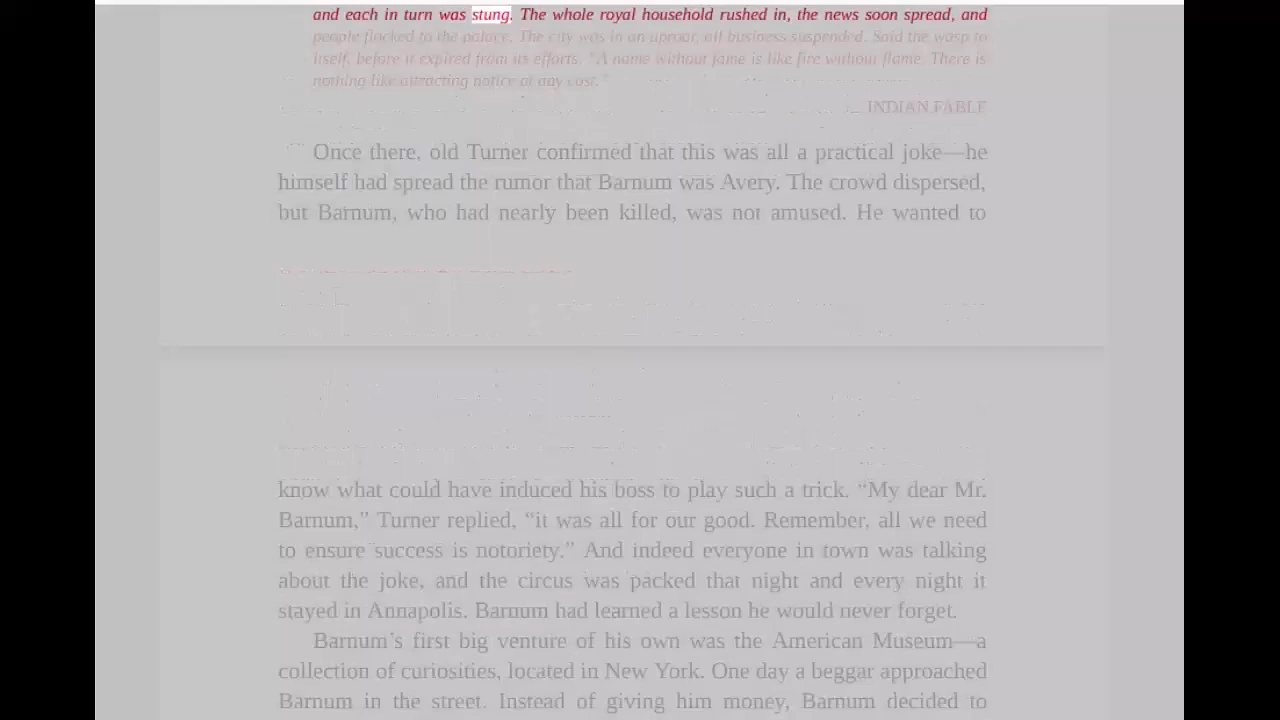 and each in turn was stung. The whole royal household rushed in, the news soon spread, and
people flocked to the palace. The city was in an uproar, all business suspended. Said the wasp to
itself, before it expired from its efforts, “A name without fame is like fire without flame. There is
nothing like attracting notice at any cost.”
INDIAN FABLE
Once there, old Turner confirmed that this was all a practical joke—he
himself had spread the rumor that Barnum was Avery. The crowd dispersed,
but Barnum, who had nearly been killed, was not amused. He wanted to
know what could have induced his boss to play such a trick. “My dear Mr.
Barnum,” Turner replied, “it was all for our good. Remember, all we need
to ensure success is notoriety.” And indeed everyone in town was talking
about the joke, and the circus was packed that night and every night it
stayed in Annapolis. Barnum had learned a lesson he would never forget.
Barnum’s first big venture of his own was the American Museum—a
collection of curiosities, located in New York. One day a beggar approached
Barnum in the street. Instead of giving him money, Barnum decided to